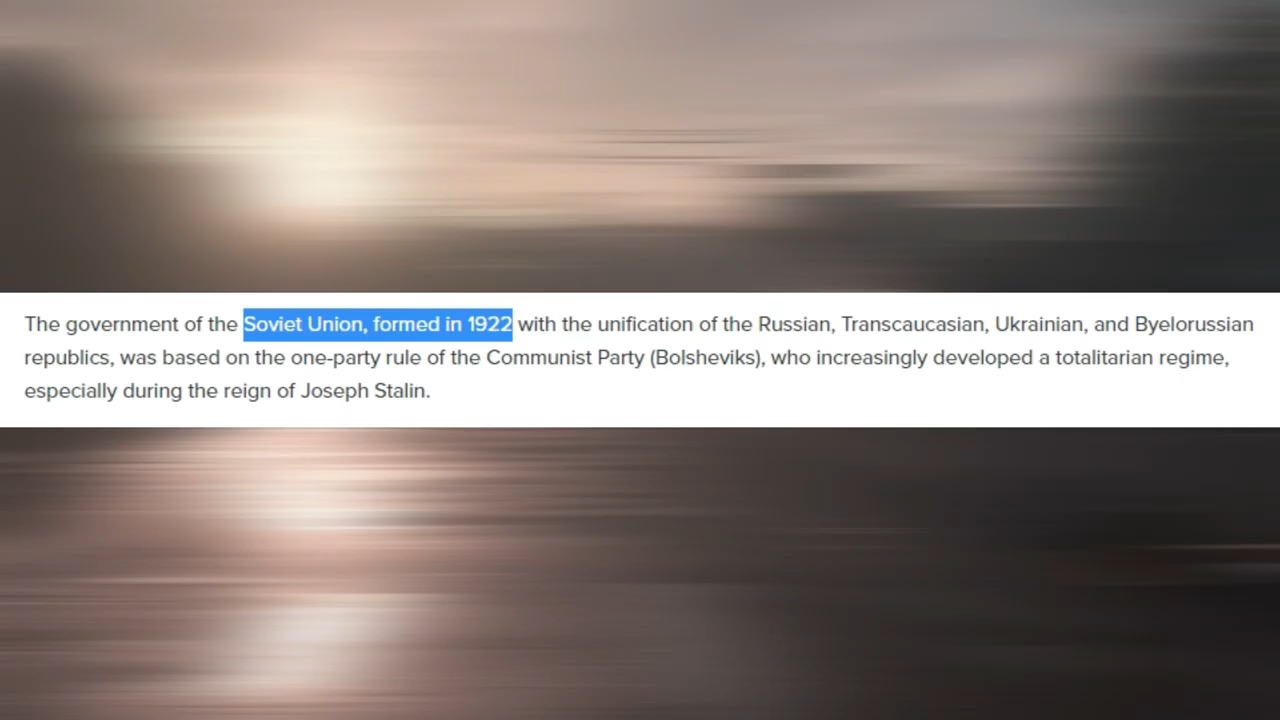 The government of the Soviet Union, formed in 1922 with the unification of the Russian, Transcaucasian, Ukrainian, and Byelorussian
republics, was based on the one-party rule of the Communist Party (Bolsheviks), who increasingly developed a totalitarian regime,
especially during the reign of Joseph Stalin.